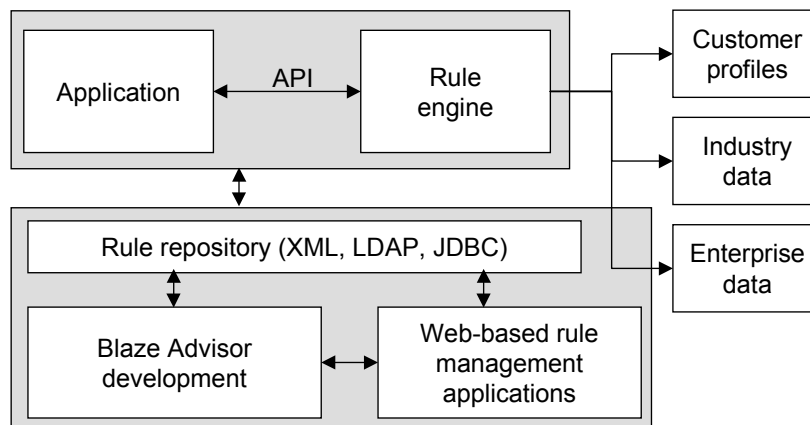 Application
API
Rule
engine
Customer
profiles
Industry
data
Enterprise
data
Rule repository (XML, LDAP, JDBC)
Blaze Advisor
development
Web-based rule
management
applications